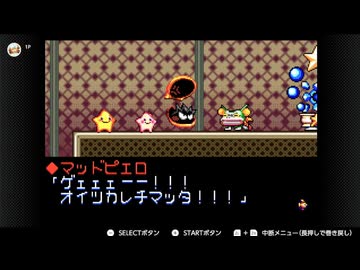 1P
◆マッドピエロ
「ゲェェェーー！！！
オイツカレチマッタ！！！」
SELECTボタン
STARTボタン
+ 中断メニュー(長押しで巻き戻し)